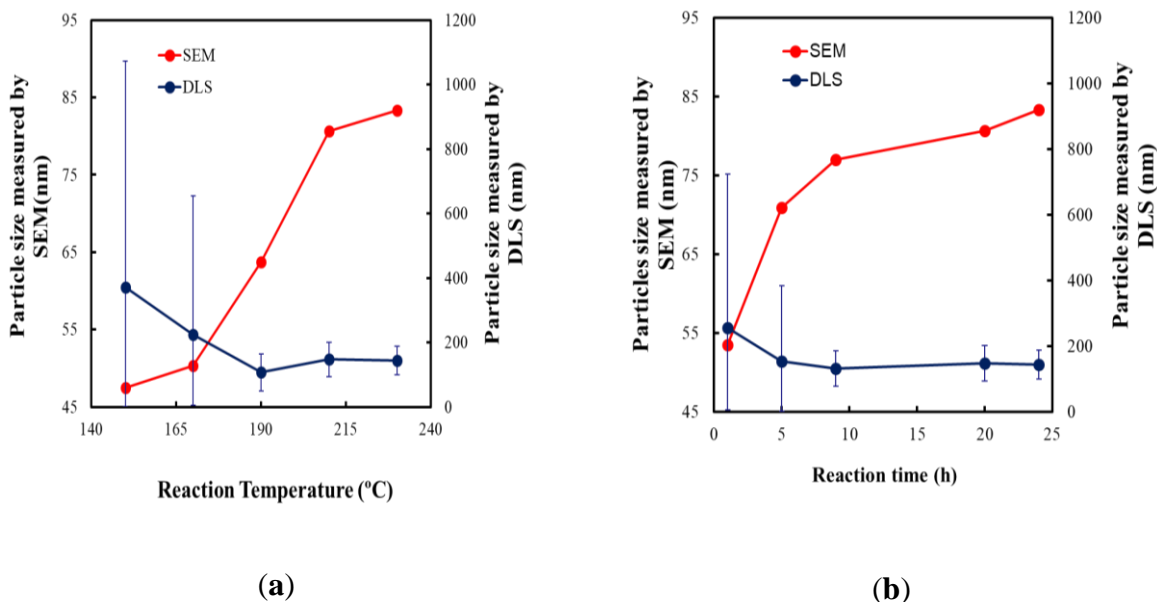 95
85
75
65
55
45
1200
1000
800
600
400
200
0
140
165
190
215
240
SEM
DLS
Particle size measured by
SEM(nm)
Particle size measured by
DLS (nm)
Reaction Temperature (ºC)
(a)
95
85
75
65
55
45
1200
1000
800
600
400
200
0
0
5
10
15
20
25
SEM
DLS
Particles size measured by
SEM (nm)
Particle size measured by
DLS (nm)
Reaction time (h)
(b)